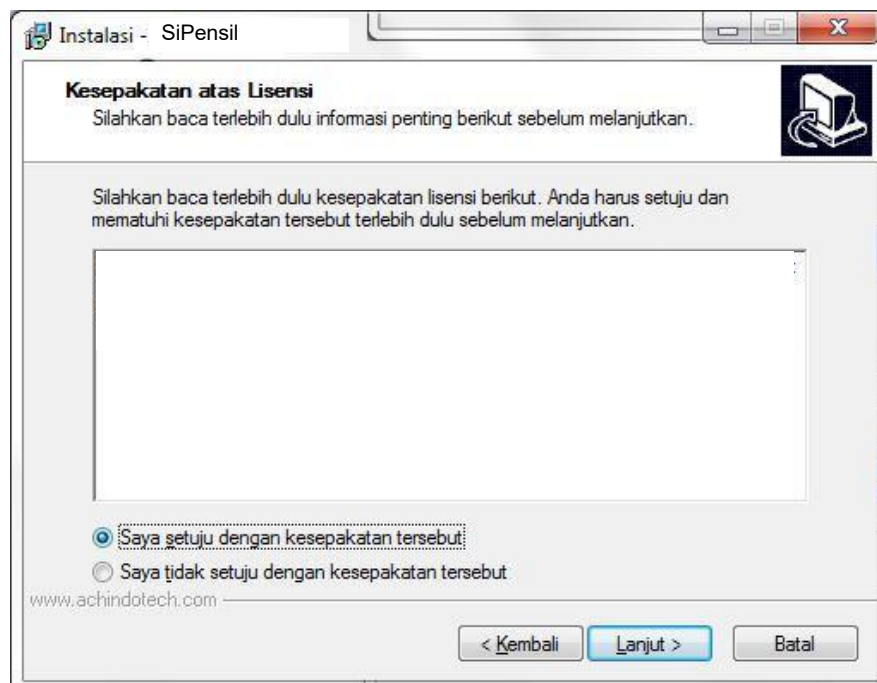 Instalasi - SiPensil
Kesepakatan atas Lisensi
Silahkan baca terlebih dulu informasi penting berikut sebelum melanjutkan.
Silahkan baca terlebih dulu kesepakatan lisensi berikut. Anda harus setuju dan
mematuhi kesepakatan tersebut terlebih dulu sebelum melanjutkan.
Saya setuju dengan kesepakatan tersebut
Saya tidak setuju dengan kesepakatan tersebut
www.achindotech.com
< Kembali
Lanjut >
Batal